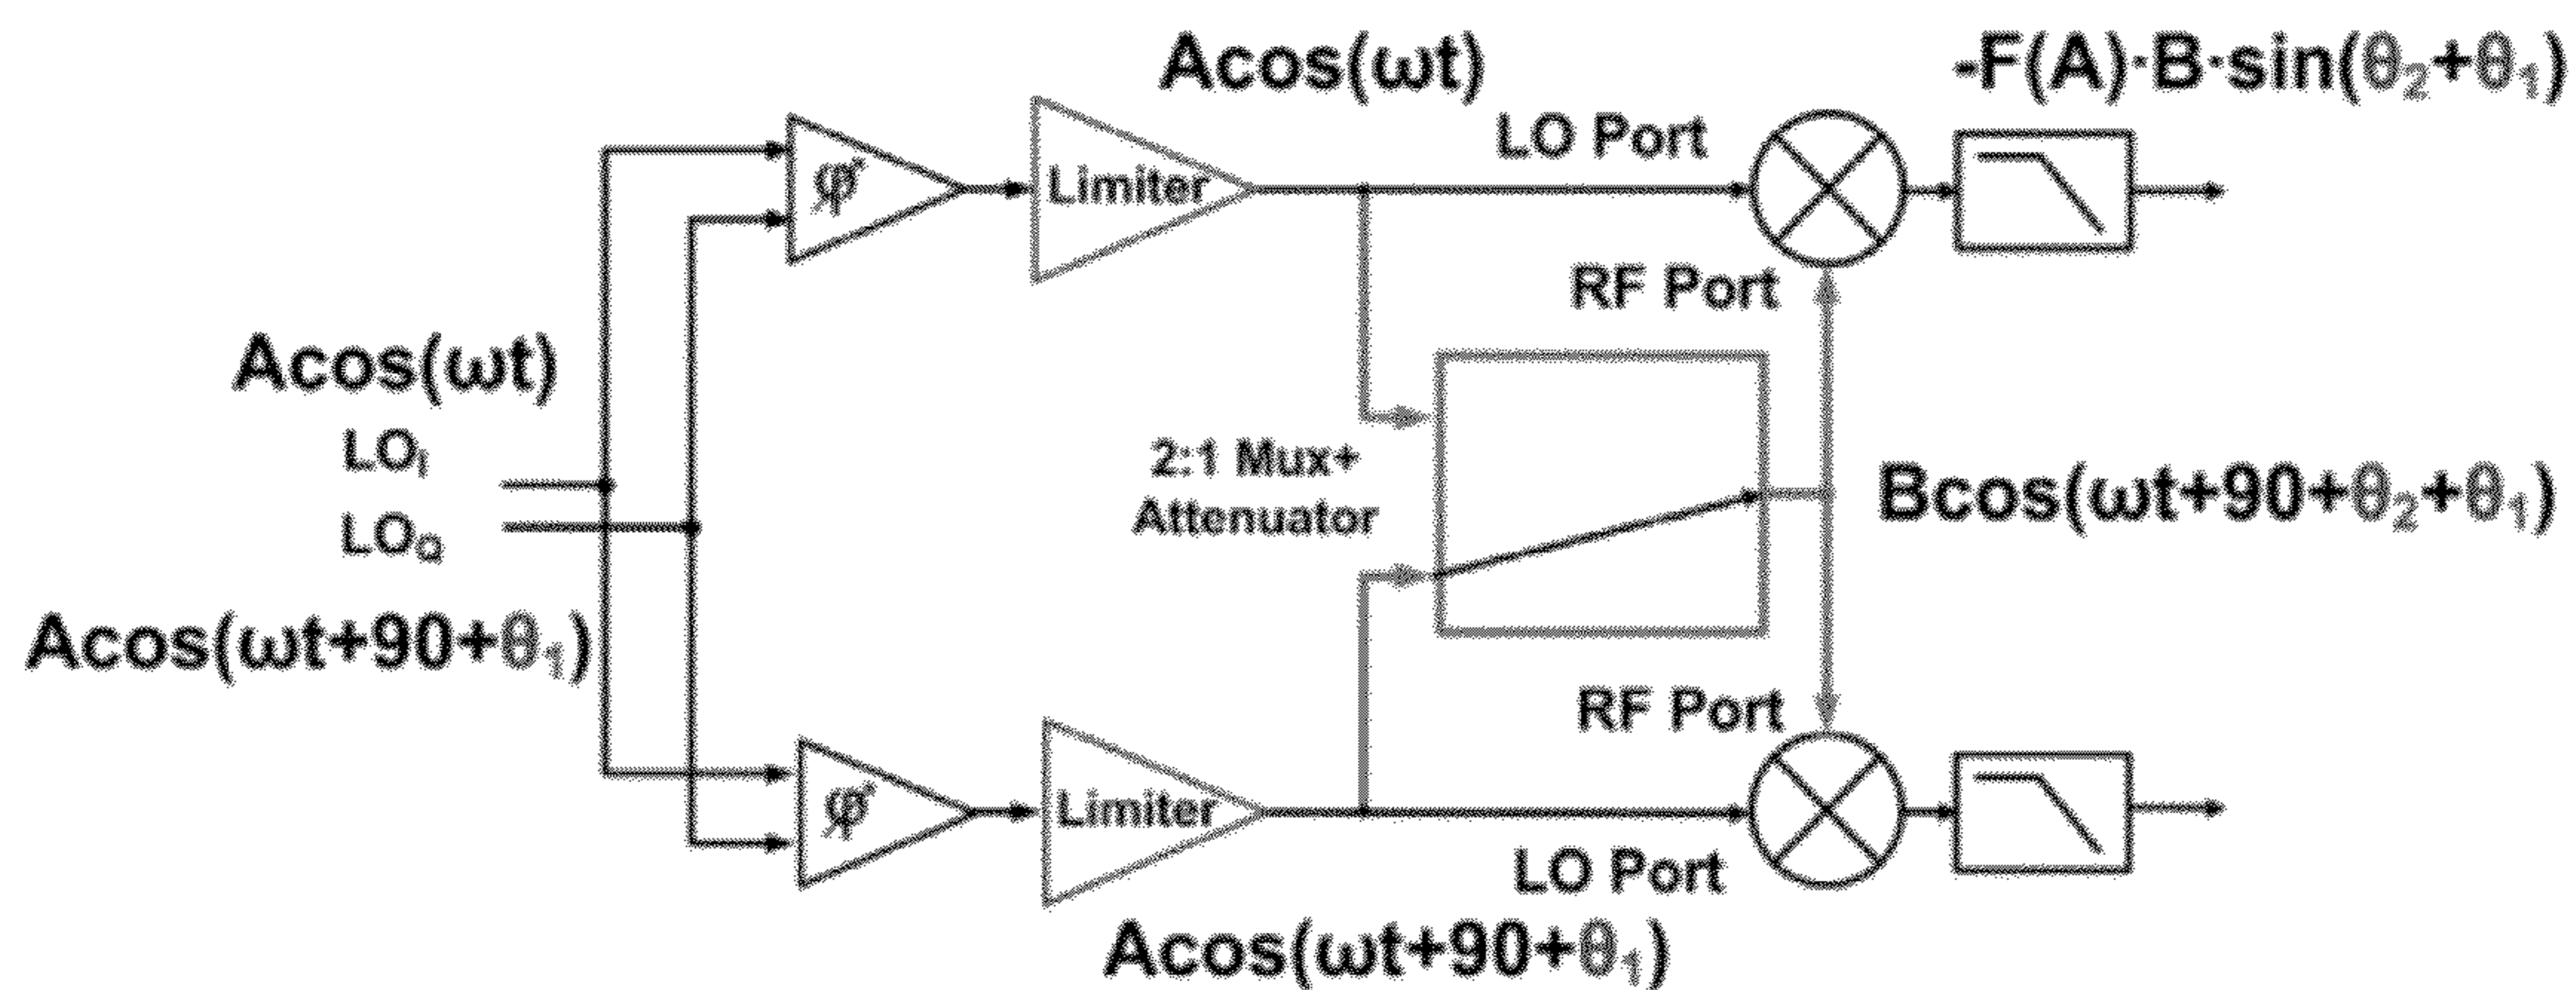 Acos(ωt)
-F(A)·B·sin(θ₂+θ₁)
LO Port
φ
Limiter
RF Port
Acos(ωt)
LOI
2:1 Mux+
Attenuator
Bcos(ωt+90+θ₂+θ₁)
LOQ
Acos(ωt+90+θ₁)
RF Port
φ
Limiter
LO Port
Acos(ωt+90+θ₁)